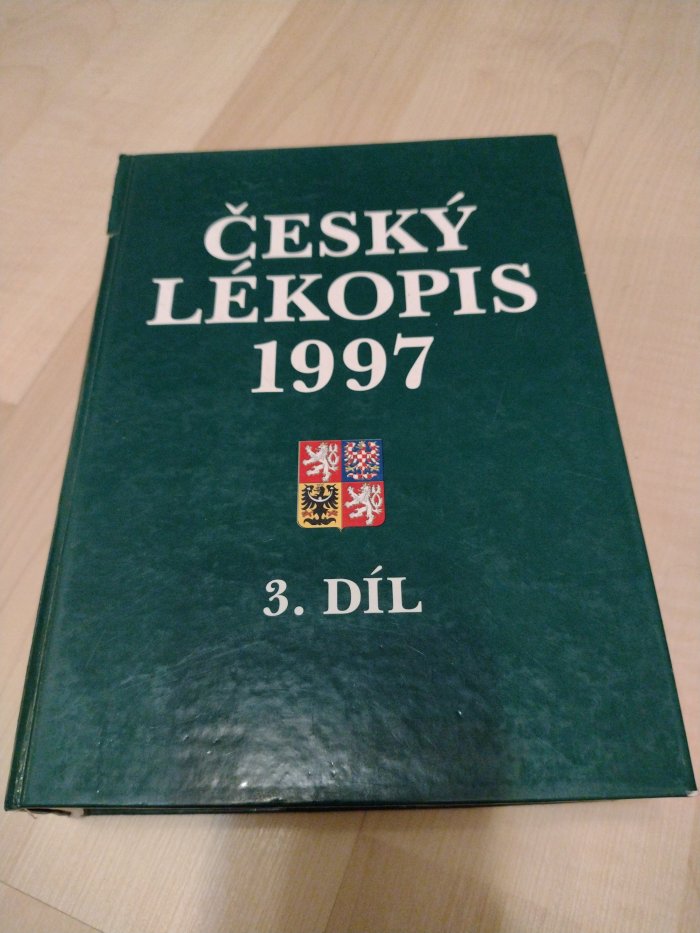 ČESKÝ
LÉKOPIS
1997
3. DÍL